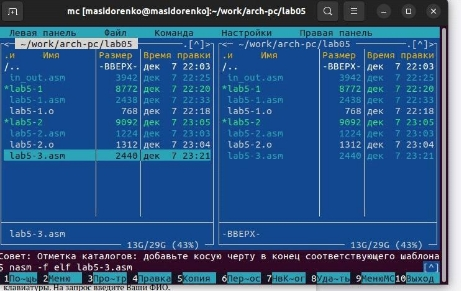 mc [masidorenko@masidorenko]:~/work/arch-pc/lab05
Левая панель Файл Команда Настройки Правая панель
~/work/arch-pc/lab05 .[^]> ~/work/arch-pc/lab05 .[^]>
.и Имя Размер Время правки .и Имя Размер Время правки
/.. -ВВЕРХ- дек 7 22:03 /.. -ВВЕРХ- дек 7 22:03
in_out.asm 3942 дек 7 22:25 in_out.asm 3942 дек 7 22:25
*lab5-1 8772 дек 7 22:20 *lab5-1 8772 дек 7 22:20
lab5-1.asm 2438 дек 7 22:33 lab5-1.asm 2438 дек 7 22:33
lab5-1.o 768 дек 7 22:18 lab5-1.o 768 дек 7 22:18
*lab5-2 9092 дек 7 23:05 *lab5-2 9092 дек 7 23:05
lab5-2.asm 1224 дек 7 23:03 lab5-2.asm 1224 дек 7 23:03
lab5-2.o 1312 дек 7 23:04 lab5-2.o 1312 дек 7 23:04
lab5-3.asm 2440 дек 7 23:21 lab5-3.asm 2440 дек 7 23:21
lab5-3.asm -ВВЕРХ-
13G/29G (43%) 13G/29G (43%)
Совет: Отметка каталогов: добавьте косую черту в конец соответствующего шаблона
$ nasm -f elf lab5-3.asm [^]
1По~щь 2Меню 3Про~тр 4Правка 5Копия 6Пер~ос 7НвК~ог 8Уда~ть 9МенюMC 10Выход
клавиатуры. На запрос введите Ваши ФИО.